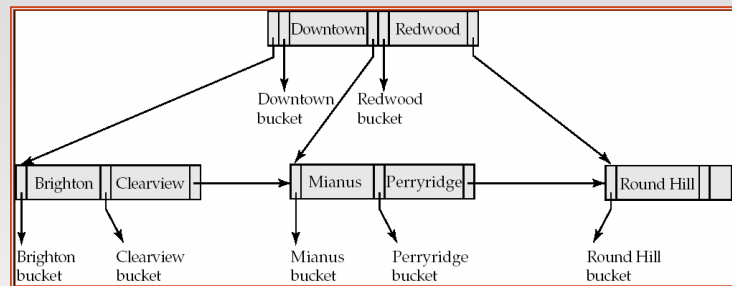 Downtown Redwood
Downtown
bucket
Redwood
bucket
Brighton Clearview
Mianus Perryridge
Round Hill
Brighton
bucket
Clearview
bucket
Mianus
bucket
Perryridge
bucket
Round Hill
bucket